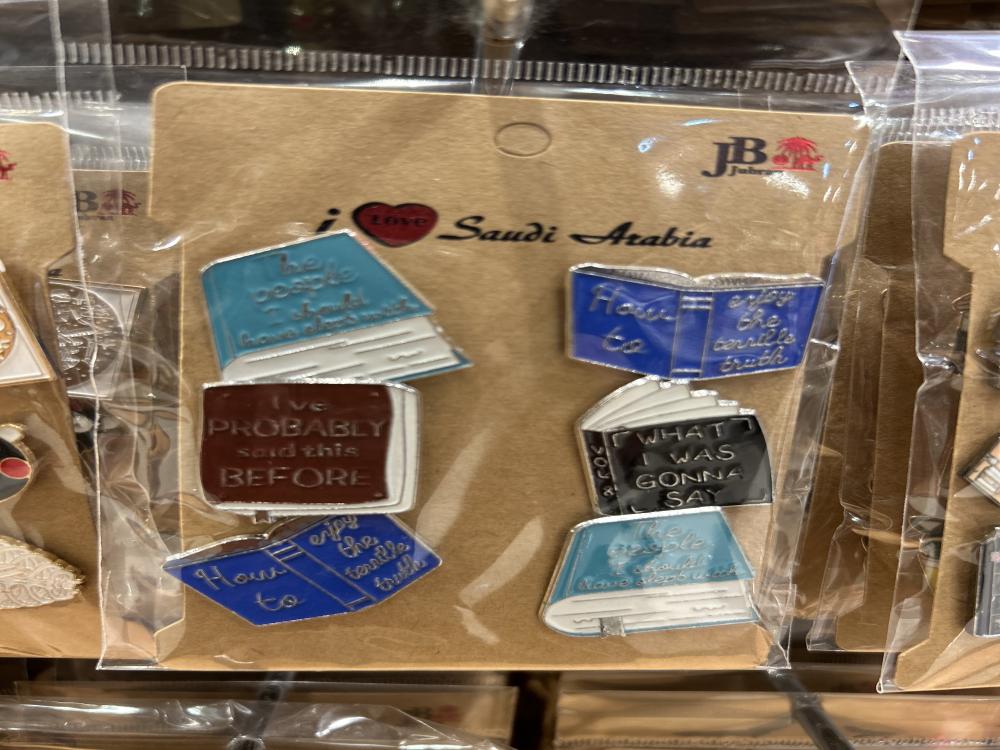 JB
Jubran
i Love Saudi Arabia
the
people
I should
have slept with
How
to
enjoy
the
terrible
truth
I've
PROBABLY
said this
BEFORE
WHAT
I WAS
GONNA
SAY
How
to
enjoy
the
terrible
truth
The
people
I should
have slept with
B